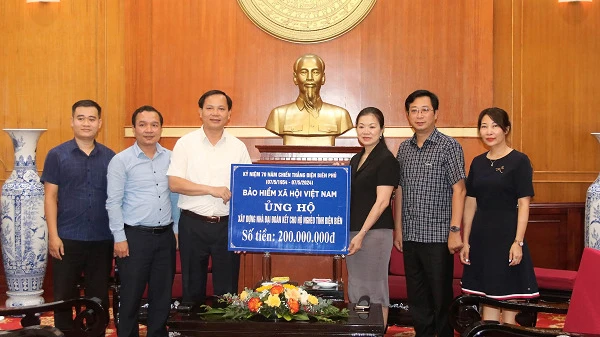 KỶ NIỆM 70 NĂM CHIẾN THẮNG ĐIỆN BIÊN PHỦ
(07/5/1954 - 07/5/2024)
BẢO HIỂM XÃ HỘI VIỆT NAM
ỦNG HỘ
XÂY DỰNG NHÀ ĐẠI ĐOÀN KẾT CHO HỘ NGHÈO TỈNH ĐIỆN BIÊN
Số tiền: 200.000.000đ